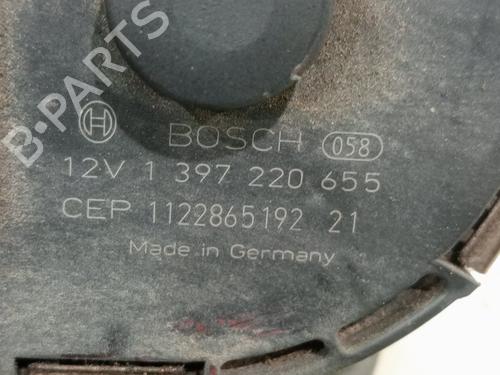 B-PARTS
BOSCH 058
12V 1 397 220 655
CEP 1122865192 21
Made in Germany